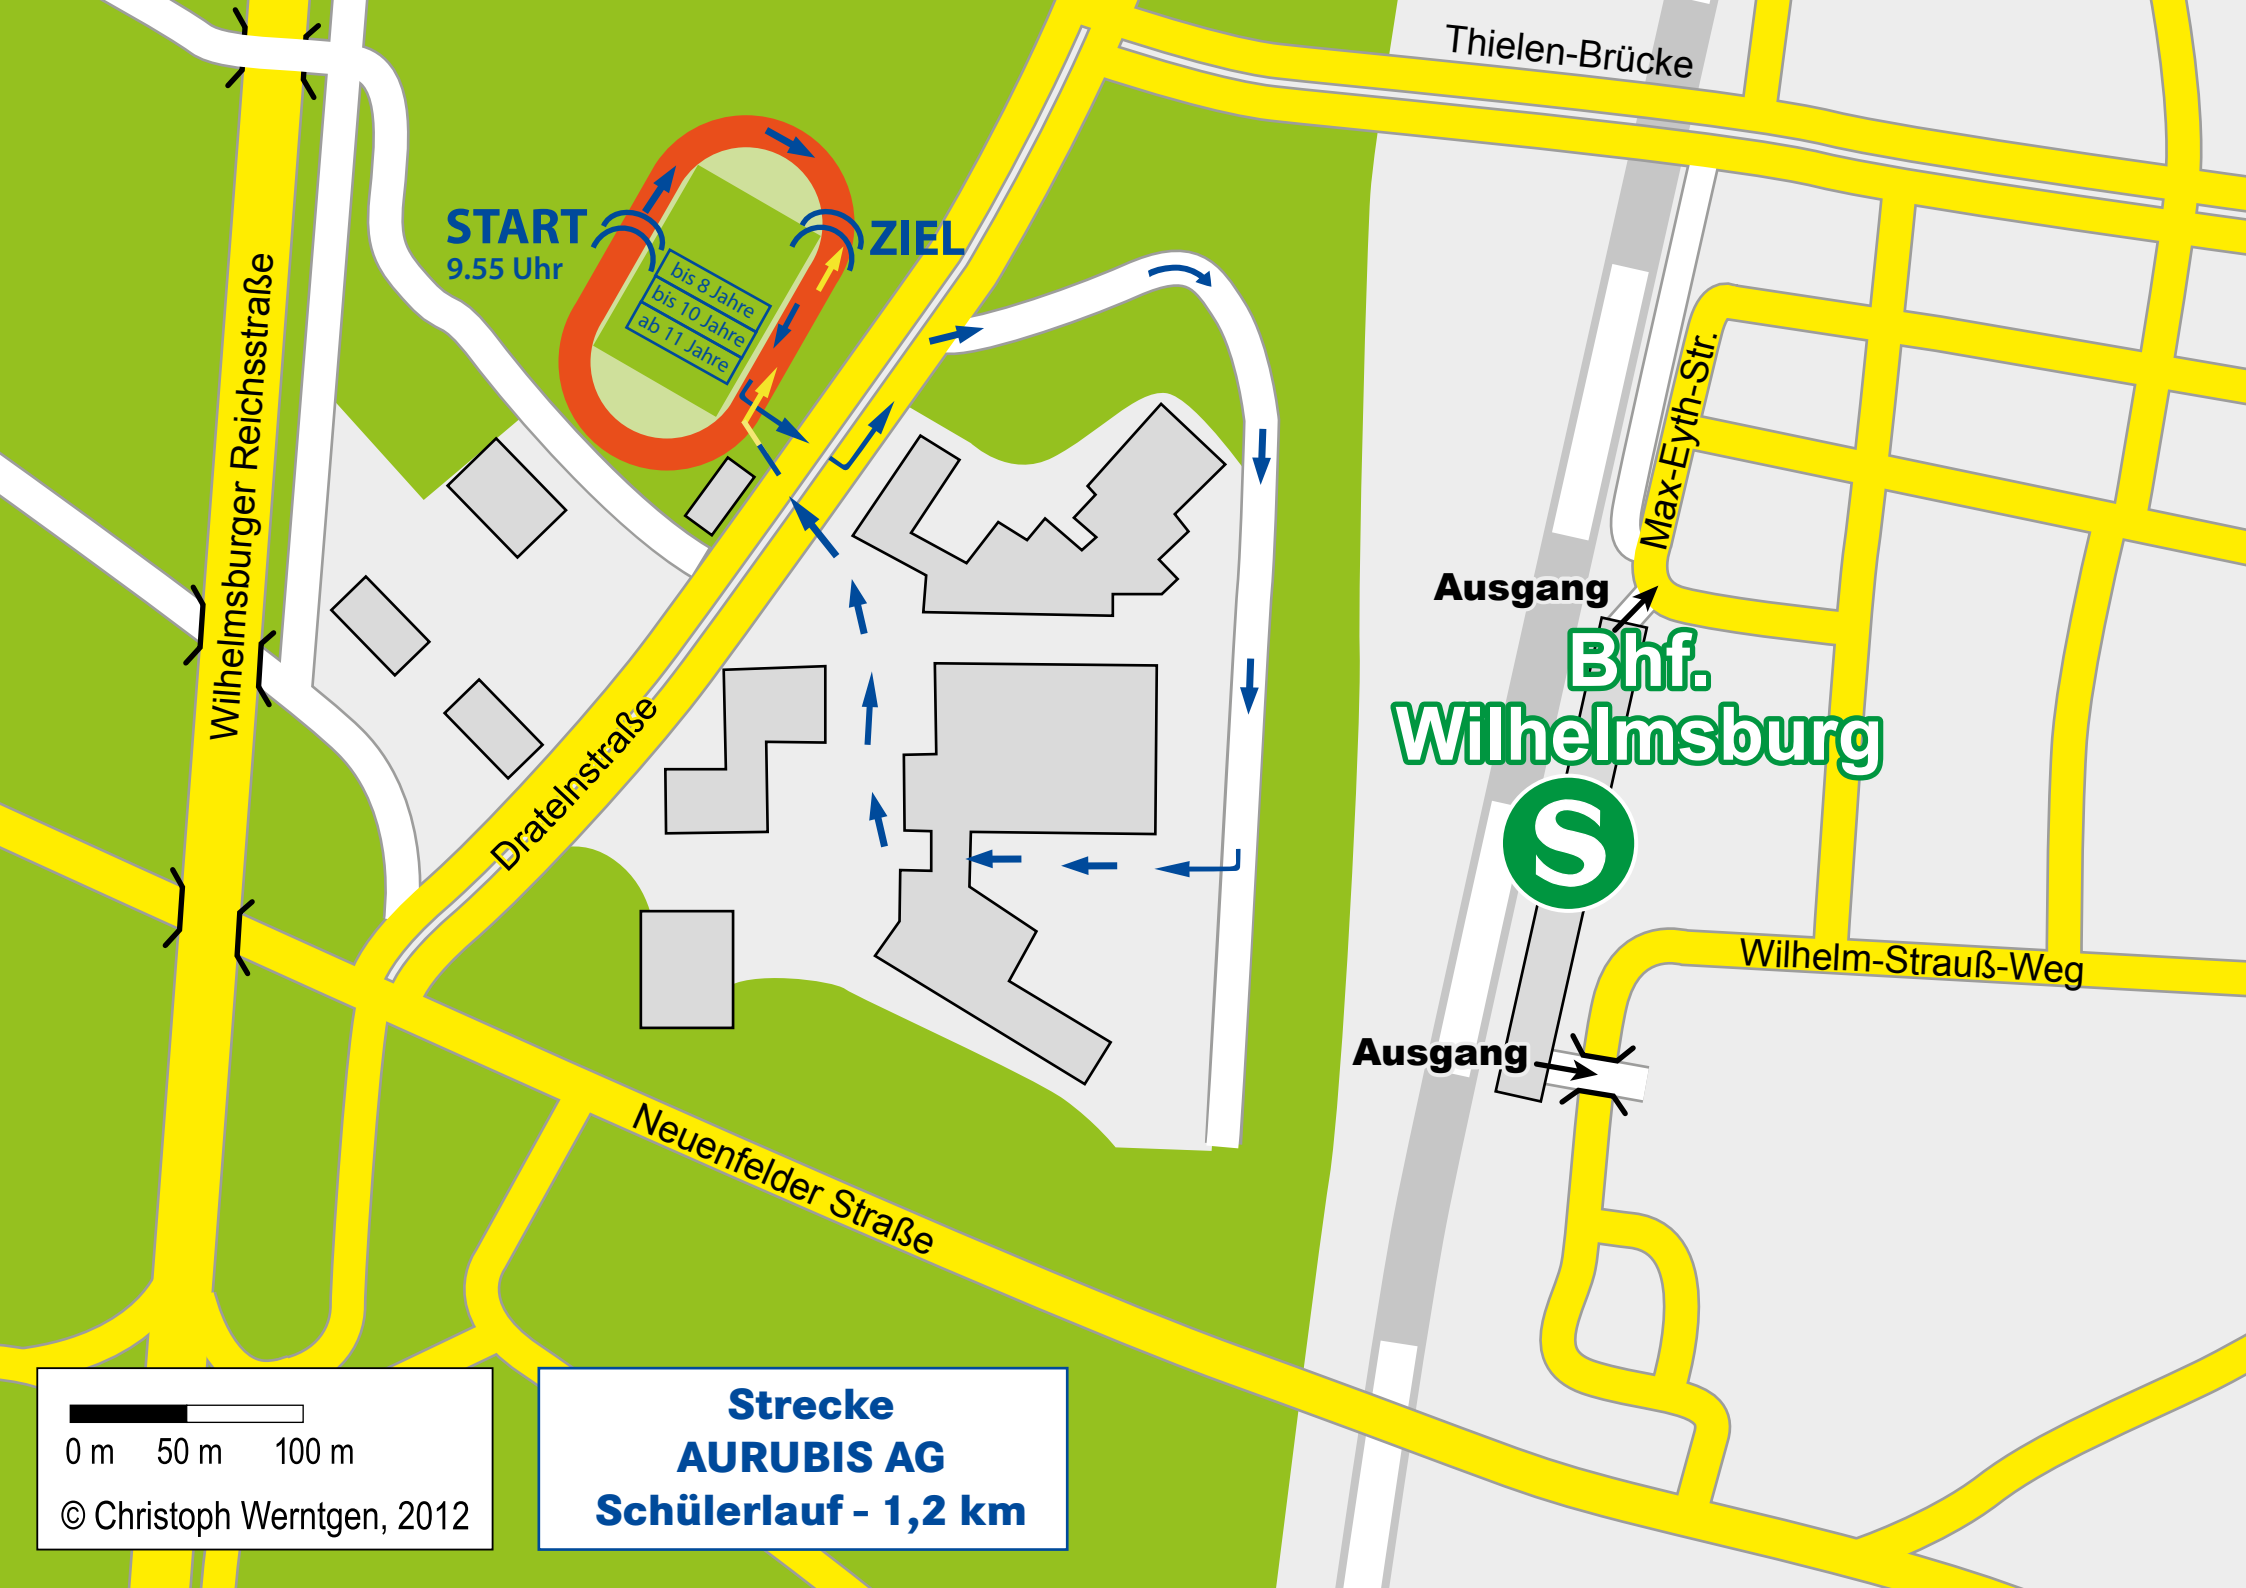 Thielen-Brücke
START
9.55 Uhr
ZIEL
bis 8 Jahre
bis 10 Jahre
ab 11 Jahre
Wilhelmsburger Reichsstraße
Max-Eyth-Str.
Ausgang
Bhf.
Wilhelmsburg
S
Dratelnstraße
Wilhelm-Strauß-Weg
Ausgang
Neuenfelder Straße
0 m 50 m 100 m
© Christoph Werntgen, 2012
Strecke
AURUBIS AG
Schülerlauf - 1,2 km